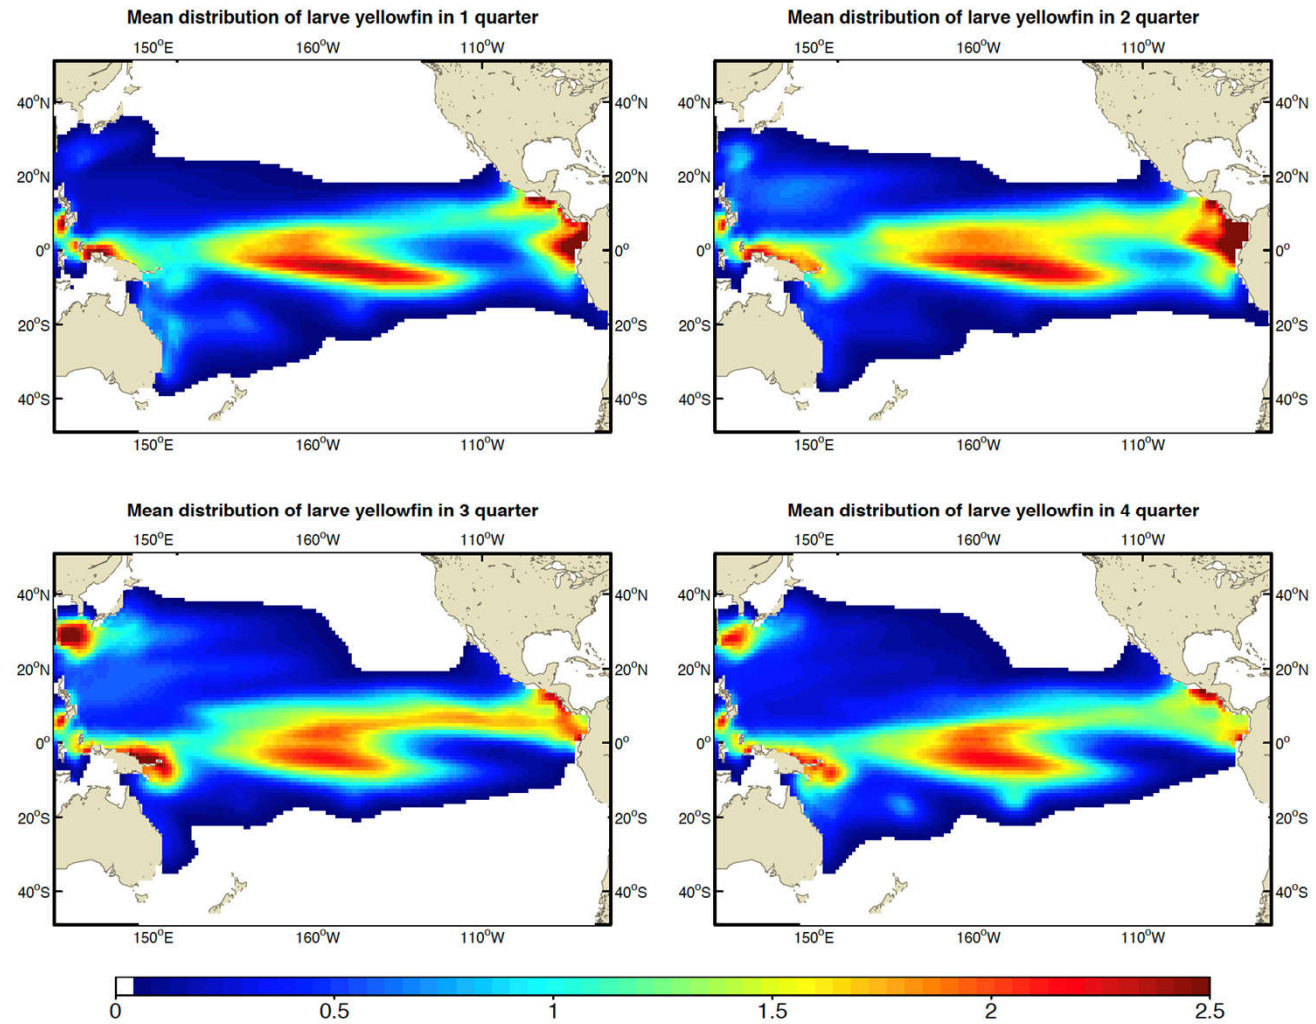 Mean distribution of larve yellowfin in 1 quarter
150°E 160°W 110°W
40°N
20°N
0°
20°S
40°S
40°N
20°N
0°
20°S
40°S
150°E 160°W 110°W
Mean distribution of larve yellowfin in 2 quarter
150°E 160°W 110°W
40°N
20°N
0°
20°S
40°S
40°N
20°N
0°
20°S
40°S
150°E 160°W 110°W
Mean distribution of larve yellowfin in 3 quarter
150°E 160°W 110°W
40°N
20°N
0°
20°S
40°S
40°N
20°N
0°
20°S
40°S
150°E 160°W 110°W
Mean distribution of larve yellowfin in 4 quarter
150°E 160°W 110°W
40°N
20°N
0°
20°S
40°S
40°N
20°N
0°
20°S
40°S
150°E 160°W 110°W
0 0.5 1 1.5 2 2.5